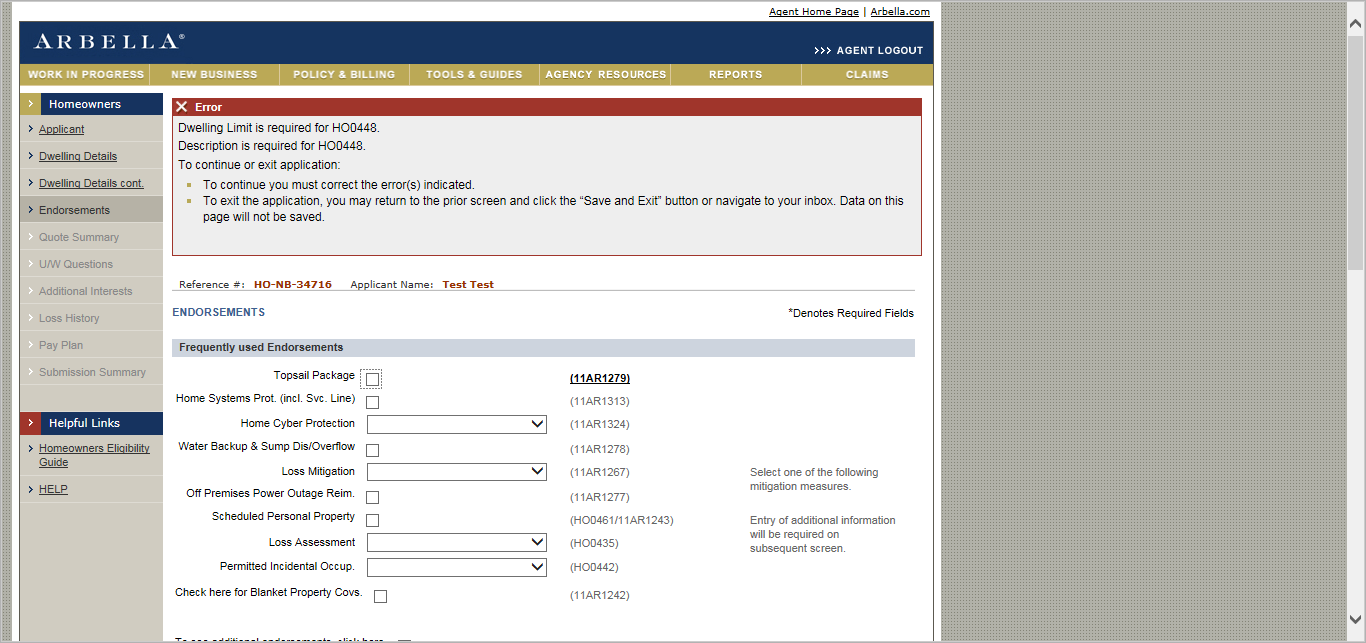 Agent Home Page | Arbella.com
ARBELLA®
>>> AGENT LOGOUT
WORK IN PROGRESS NEW BUSINESS POLICY & BILLING TOOLS & GUIDES AGENCY RESOURCES REPORTS CLAIMS
Homeowners
Applicant
Dwelling Details
Dwelling Details cont.
Endorsements
Quote Summary
U/W Questions
Additional Interests
Loss History
Pay Plan
Submission Summary
Helpful Links
Homeowners Eligibility
Guide
HELP
Error
Dwelling Limit is required for HO0448.
Description is required for HO0448.
To continue or exit application:
To continue you must correct the error(s) indicated.
To exit the application, you may return to the prior screen and click the “Save and Exit” button or navigate to your inbox. Data on this
page will not be saved.
Reference #: HO-NB-34716 Applicant Name: Test Test
ENDORSEMENTS
*Denotes Required Fields
Frequently used Endorsements
Topsail Package (11AR1279)
Home Systems Prot. (incl. Svc. Line) (11AR1313)
Home Cyber Protection (11AR1324)
Water Backup & Sump Dis/Overflow (11AR1278)
Loss Mitigation (11AR1267) Select one of the following
mitigation measures.
Off Premises Power Outage Reim. (11AR1277)
Scheduled Personal Property (HO0461/11AR1243) Entry of additional information
will be required on
subsequent screen.
Loss Assessment (HO0435)
Permitted Incidental Occup. (HO0442)
Check here for Blanket Property Covs. (11AR1242)
To see additional endorsements, click here